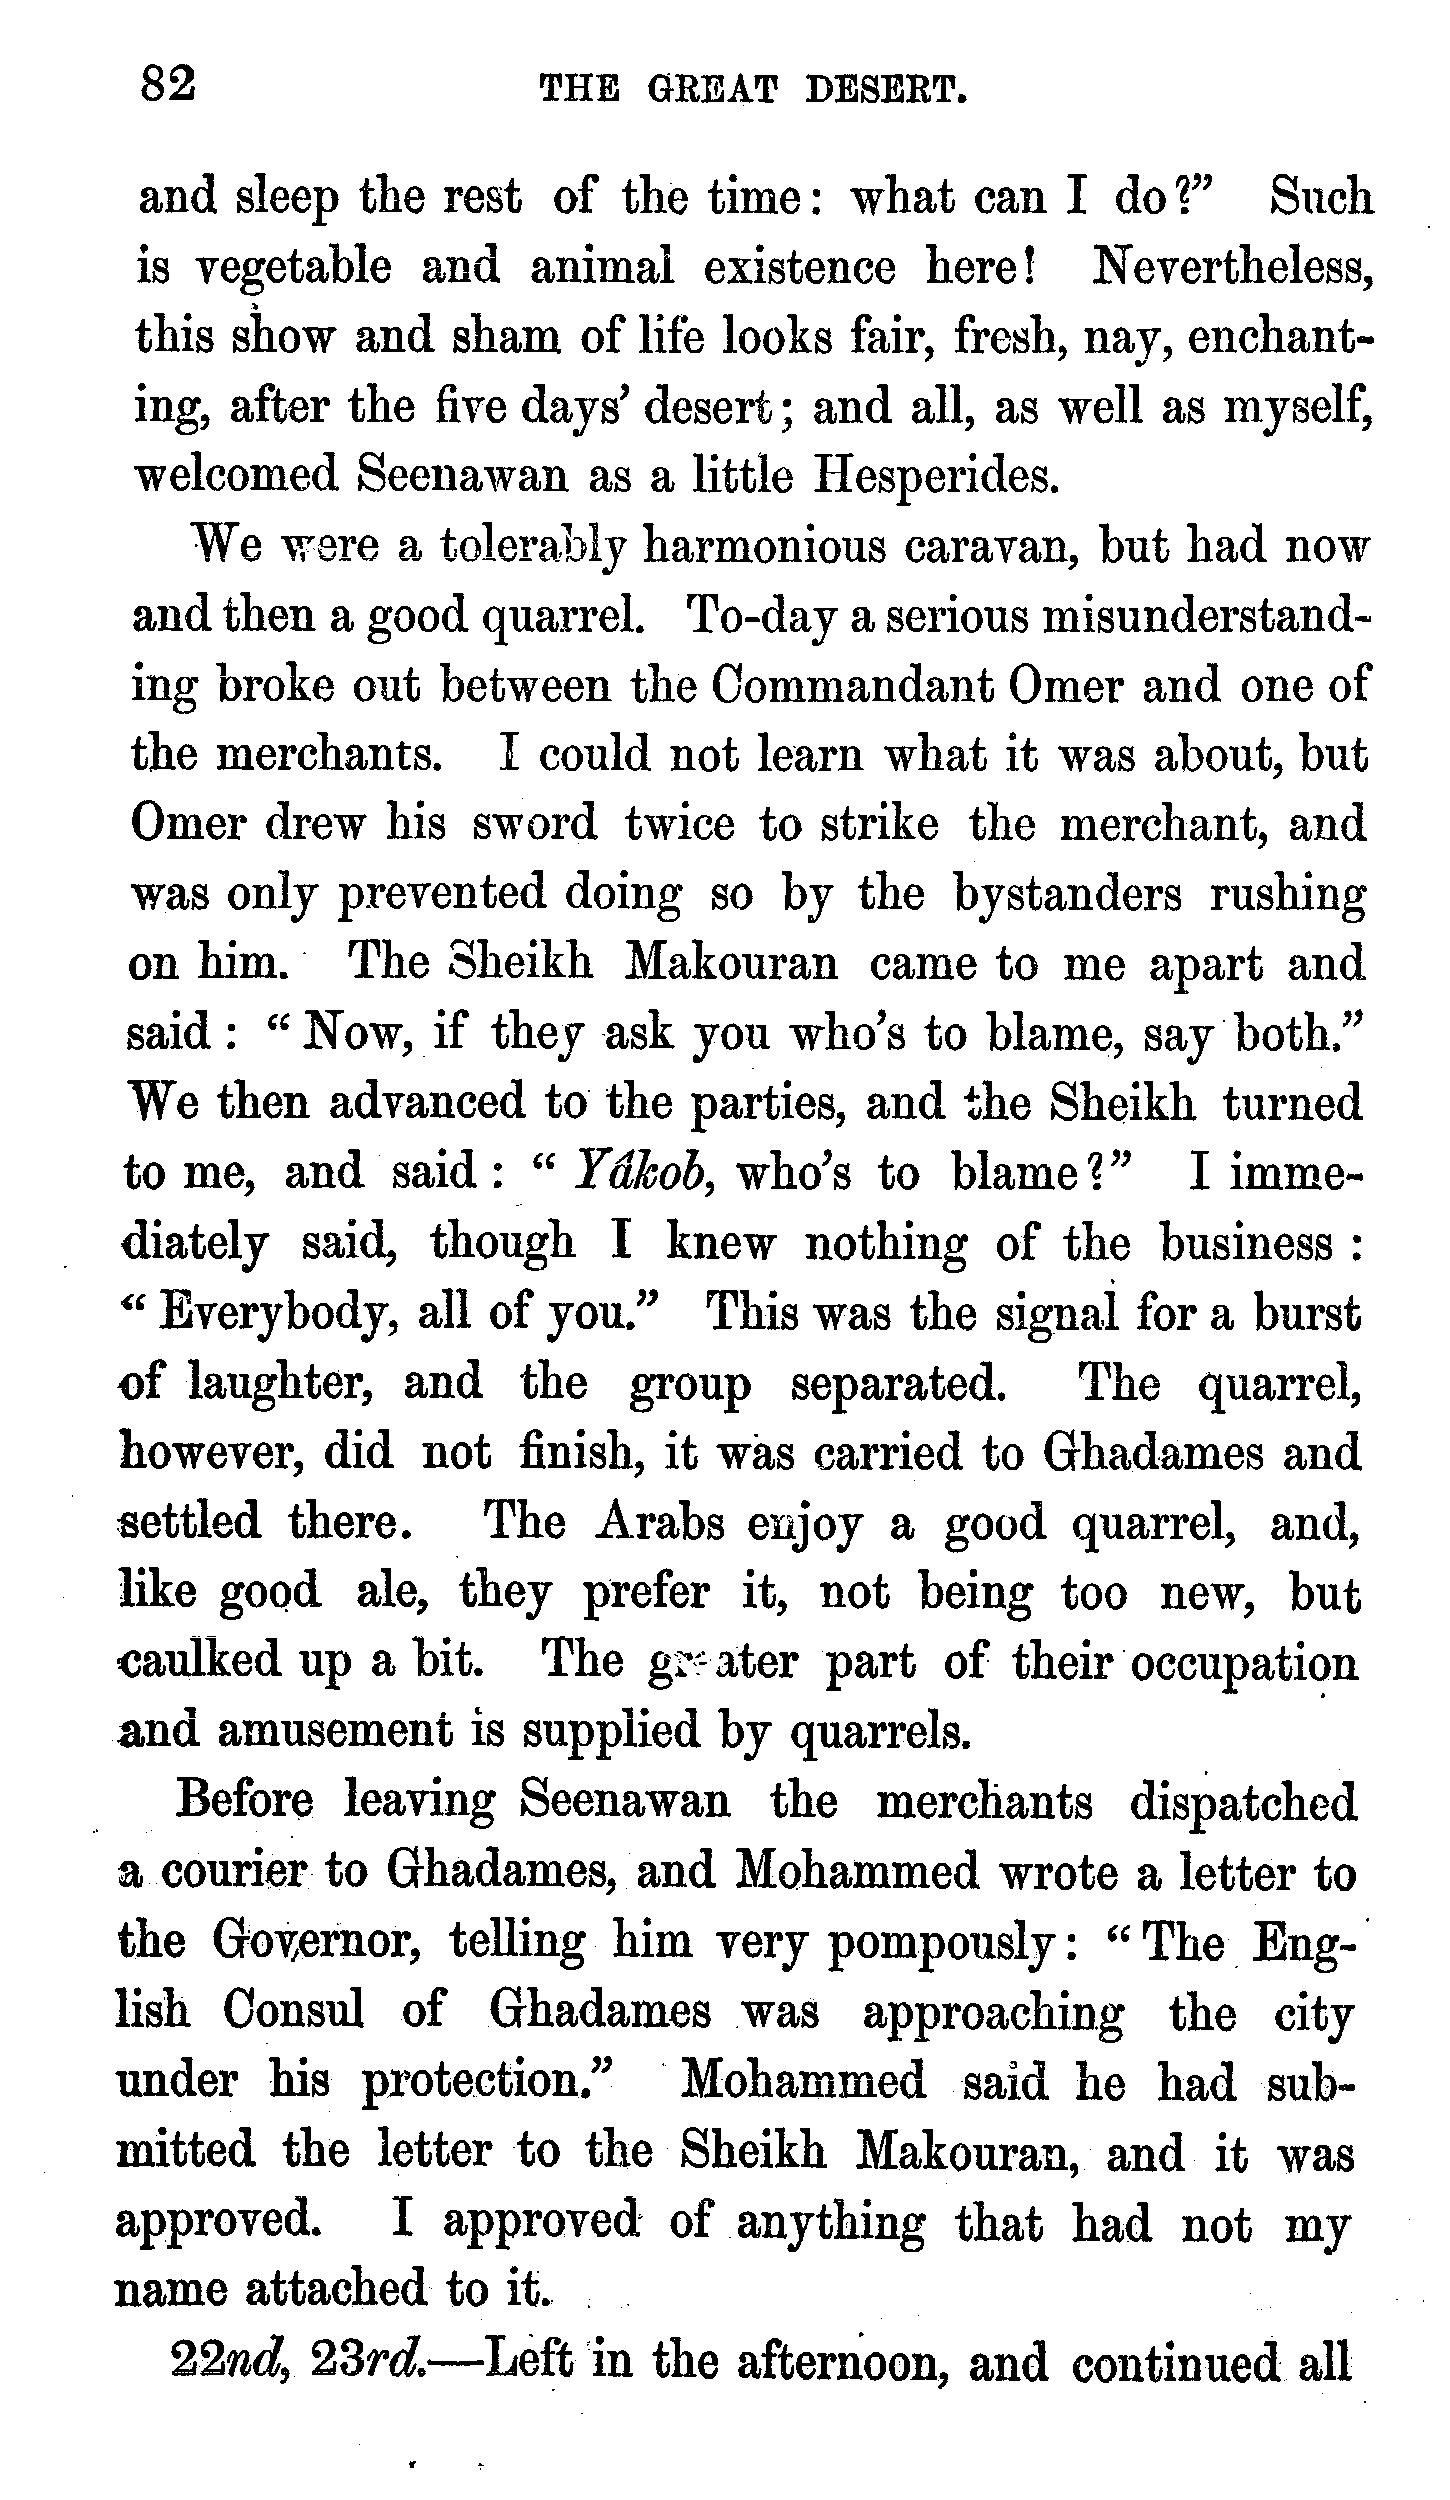 82 THE GREAT DESERT.
and sleep the rest of the time: what can I do?” Such
is vegetable and animal existence here! Nevertheless,
this show and sham of life looks fair, fresh, nay, enchant-
ing, after the five days’ desert; and all, as well as myself,
welcomed Seenawan as a little Hesperides.
We were a tolerably harmonious caravan, but had now
and then a good quarrel. To-day a serious misunderstand-
ing broke out between the Commandant Omer and one of
the merchants. I could not learn what it was about, but
Omer drew his sword twice to strike the merchant, and
was only prevented doing so by the bystanders rushing
on him. The Sheikh Makouran came to me apart and
said: “Now, if they ask you who’s to blame, say both.”
We then advanced to the parties, and the Sheikh turned
to me, and said: “Yâkob, who’s to blame?” I imme-
diately said, though I knew nothing of the business:
“Everybody, all of you.” This was the signal for a burst
of laughter, and the group separated. The quarrel,
however, did not finish, it was carried to Ghadames and
settled there. The Arabs enjoy a good quarrel, and,
like good ale, they prefer it, not being too new, but
caulked up a bit. The greater part of their occupation
and amusement is supplied by quarrels.
Before leaving Seenawan the merchants dispatched
a courier to Ghadames, and Mohammed wrote a letter to
the Governor, telling him very pompously: “The Eng-
lish Consul of Ghadames was approaching the city
under his protection.” Mohammed said he had sub-
mitted the letter to the Sheikh Makouran, and it was
approved. I approved of anything that had not my
name attached to it.
22nd, 23rd.—Left in the afternoon, and continued all